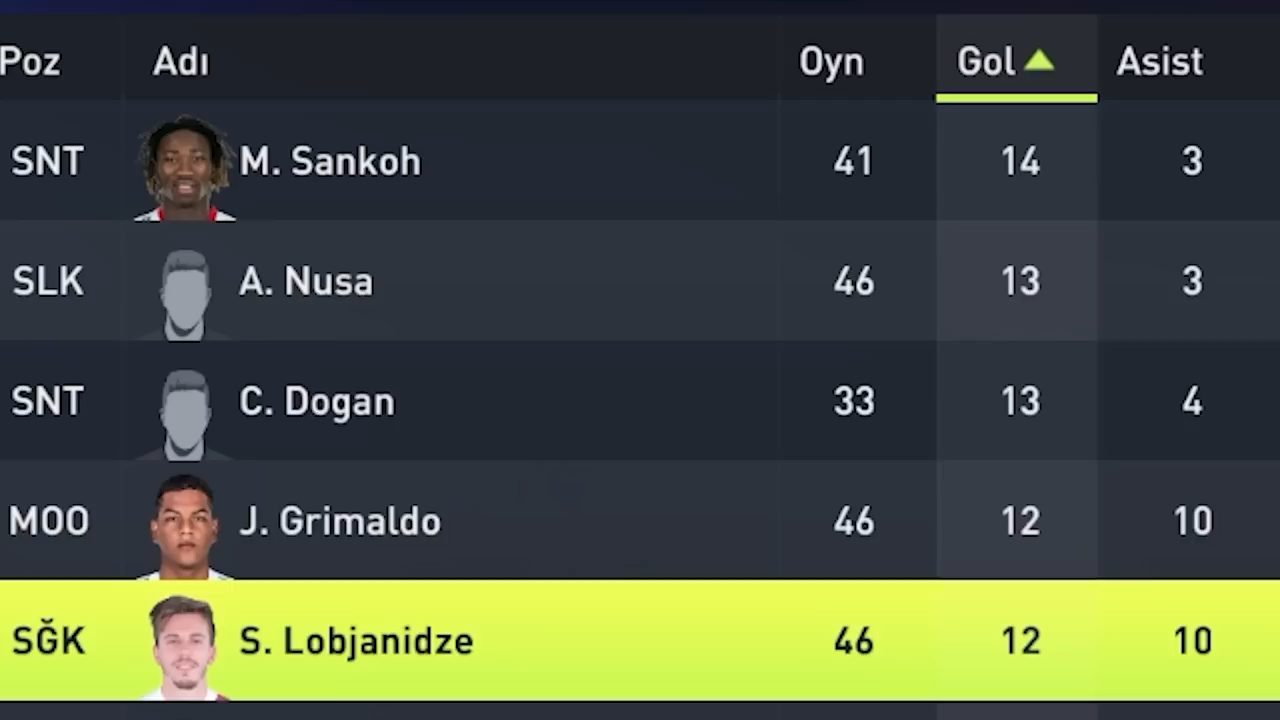 Poz Adı Oyn Gol Asist
SNT M. Sankoh 41 14 3
SLK A. Nusa 46 13 3
SNT C. Dogan 33 13 4
MOO J. Grimaldo 46 12 10
SĞK S. Lobjanidze 46 12 10